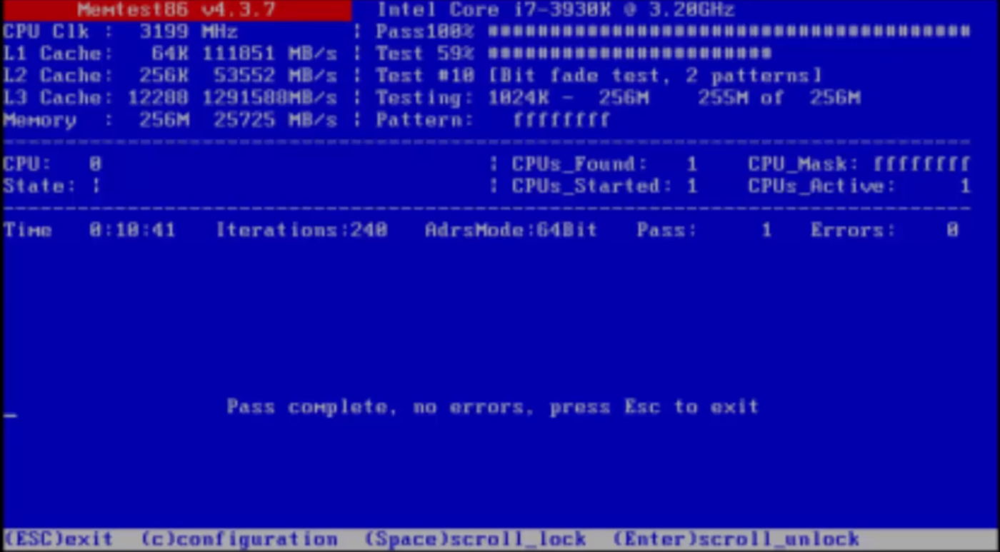 Memtest86 v4.3.7 Intel Core i7-3930K @ 3.20GHz
CPU Clk : 3199 MHz | Pass100% #######################################
L1 Cache: 64K 111851 MB/s | Test 59% #######################
L2 Cache: 256K 53552 MB/s | Test #10 [Bit fade test, 2 patterns]
L3 Cache: 12288 1291588MB/s | Testing: 1024K - 256M 255M of 256M
Memory : 256M 25725 MB/s | Pattern: ffffffff
CPU: 0 | CPUs_Found: 1 CPU_Mask: ffffffff
State: | | CPUs_Started: 1 CPUs_Active: 1
Time 0:10:41 Iterations:240 AdrsMode:64Bit Pass: 1 Errors: 0
Pass complete, no errors, press Esc to exit
(ESC)exit (c)configuration (Space)scroll_lock (Enter)scroll_unlock